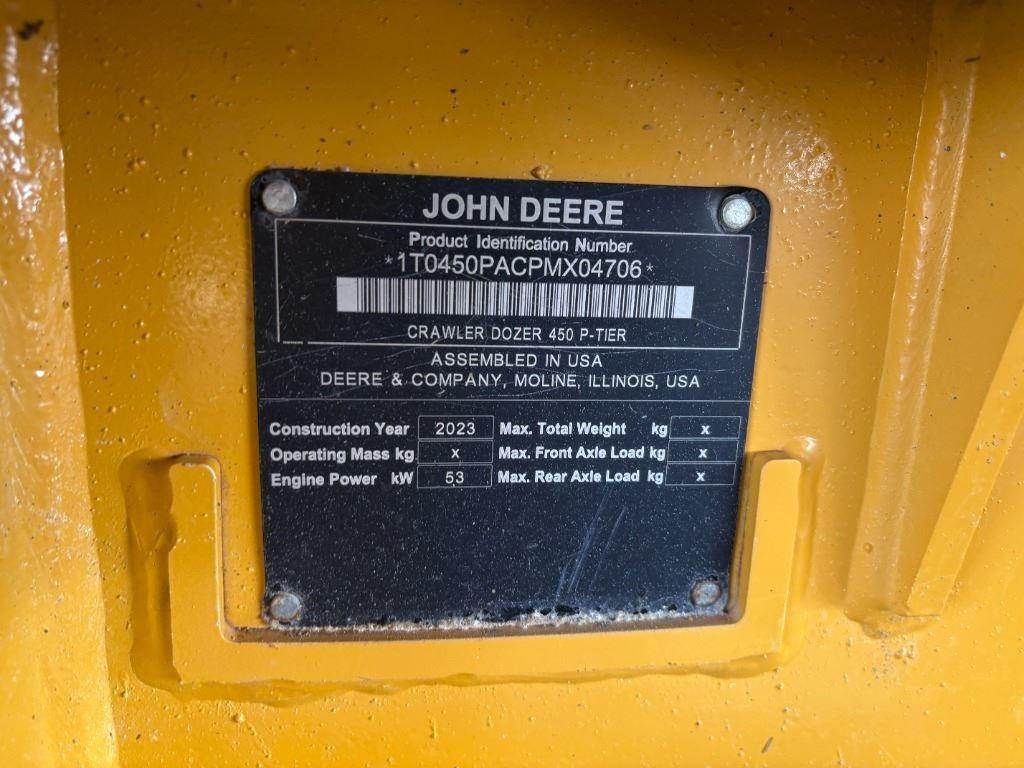 JOHN DEERE
Product Identification Number
*1T0450PACPMX04706*
CRAWLER DOZER 450 P-TIER
ASSEMBLED IN USA
DEERE & COMPANY, MOLINE, ILLINOIS, USA
Construction Year 2023 Max. Total Weight kg x
Operating Mass kg x Max. Front Axle Load kg x
Engine Power kW 53 Max. Rear Axle Load kg x